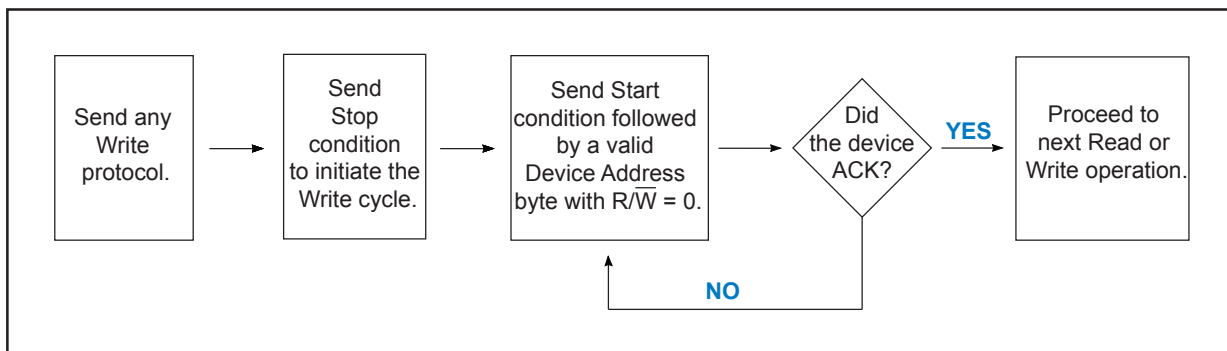 Send any
Write
protocol.
Send
Stop
condition
to initiate the
Write cycle.
Send Start
condition followed
by a valid
Device Address
byte with R/W̅ = 0.
Did
the device
ACK?
YES
NO
Proceed to
next Read or
Write operation.